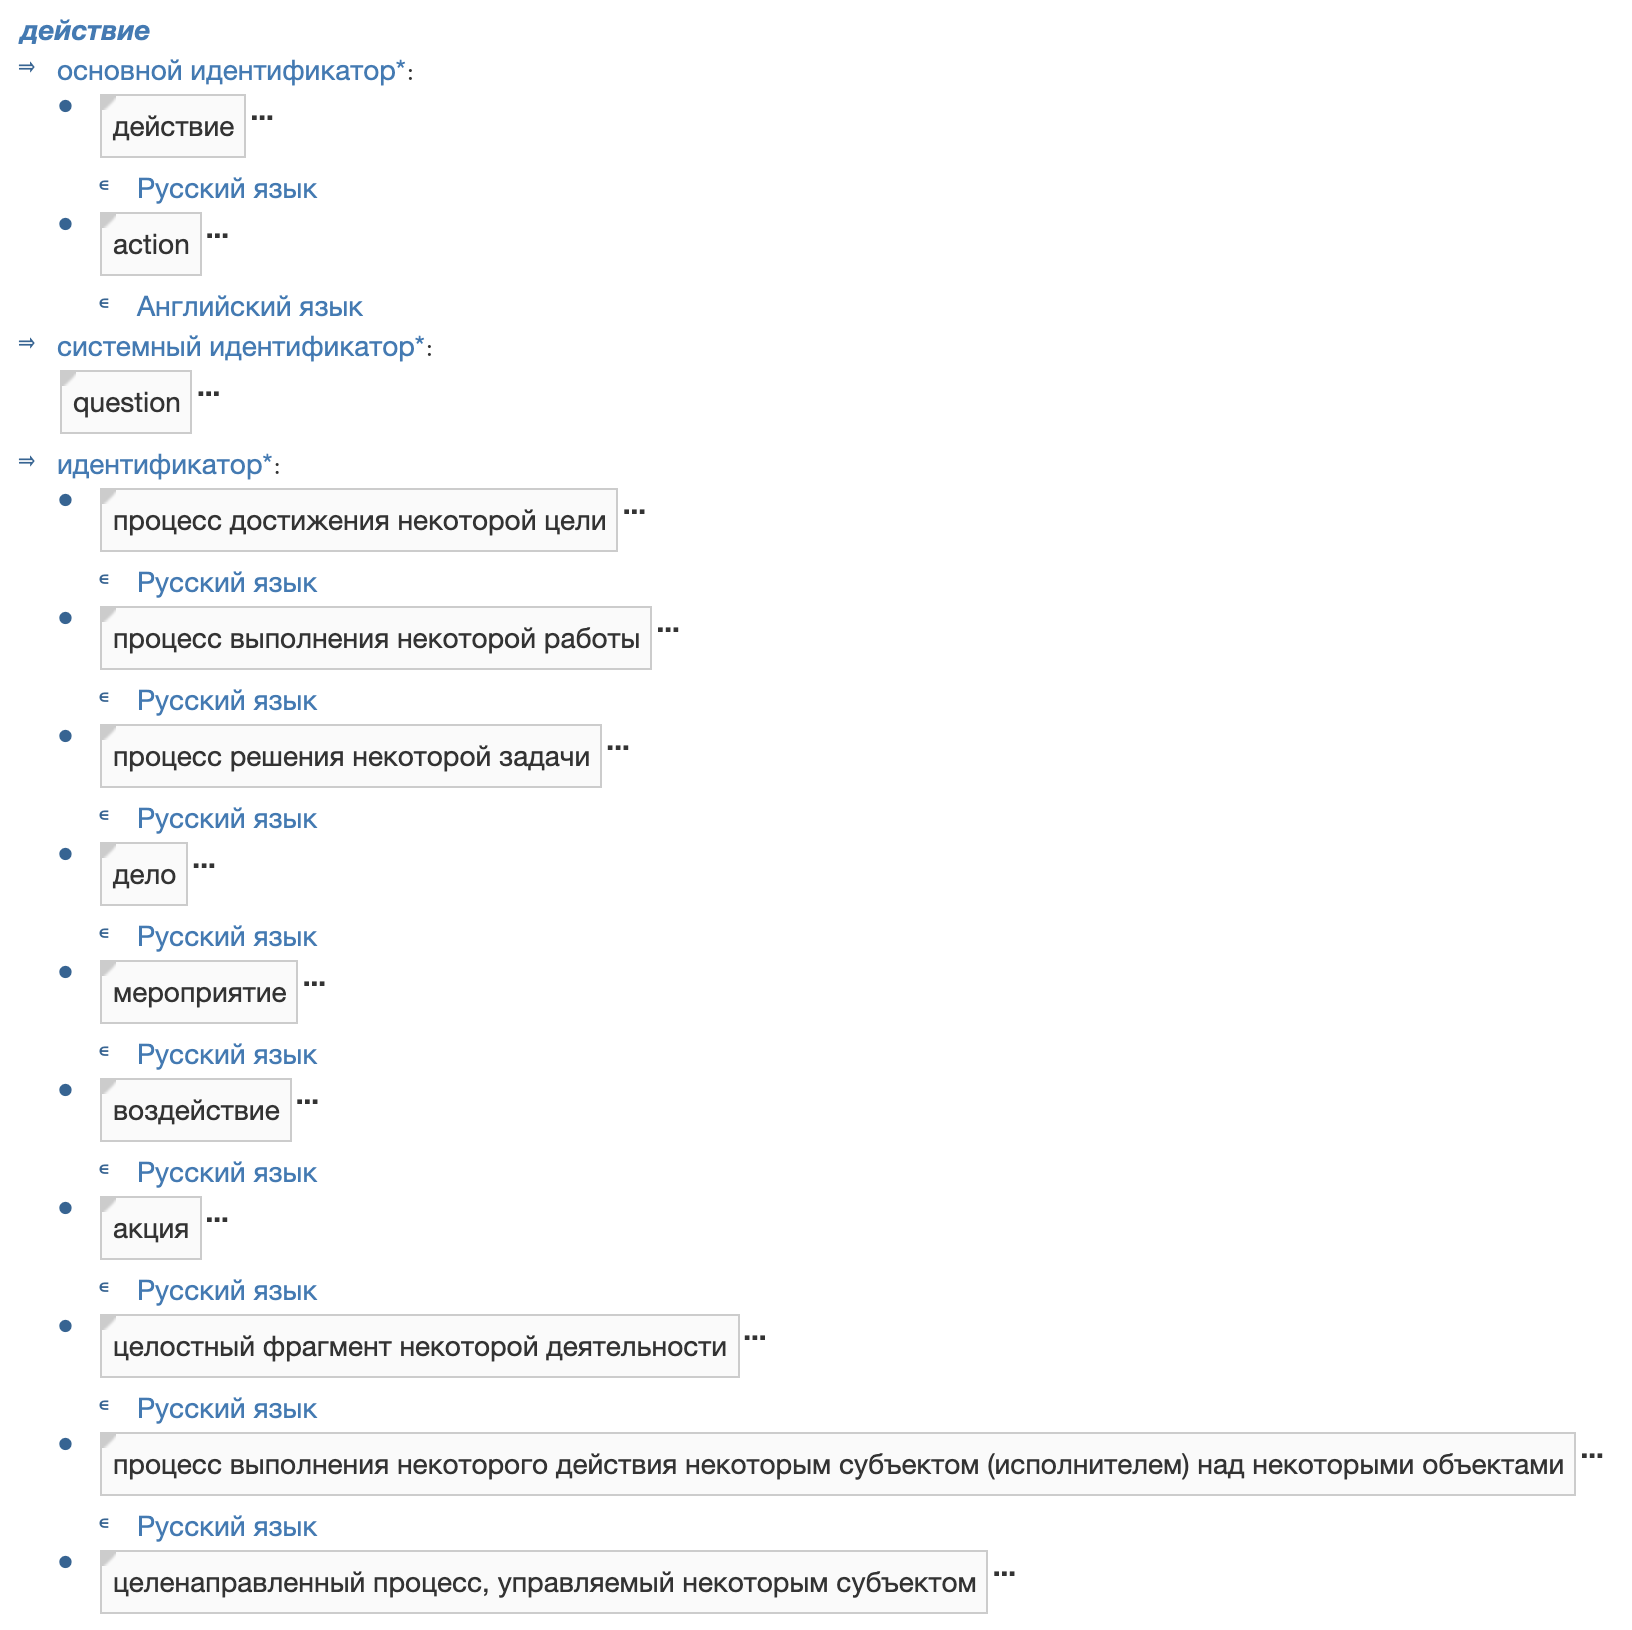 действие
⇒ основной идентификатор*:
• действие ...
∊ Русский язык
• action ...
∊ Английский язык
⇒ системный идентификатор*:
question ...
⇒ идентификатор*:
• процесс достижения некоторой цели ...
∊ Русский язык
• процесс выполнения некоторой работы ...
∊ Русский язык
• процесс решения некоторой задачи ...
∊ Русский язык
• дело ...
∊ Русский язык
• мероприятие ...
∊ Русский язык
• воздействие ...
∊ Русский язык
• акция ...
∊ Русский язык
• целостный фрагмент некоторой деятельности ...
∊ Русский язык
• процесс выполнения некоторого действия некоторым субъектом (исполнителем) над некоторыми объектами ...
∊ Русский язык
• целенаправленный процесс, управляемый некоторым субъектом ...